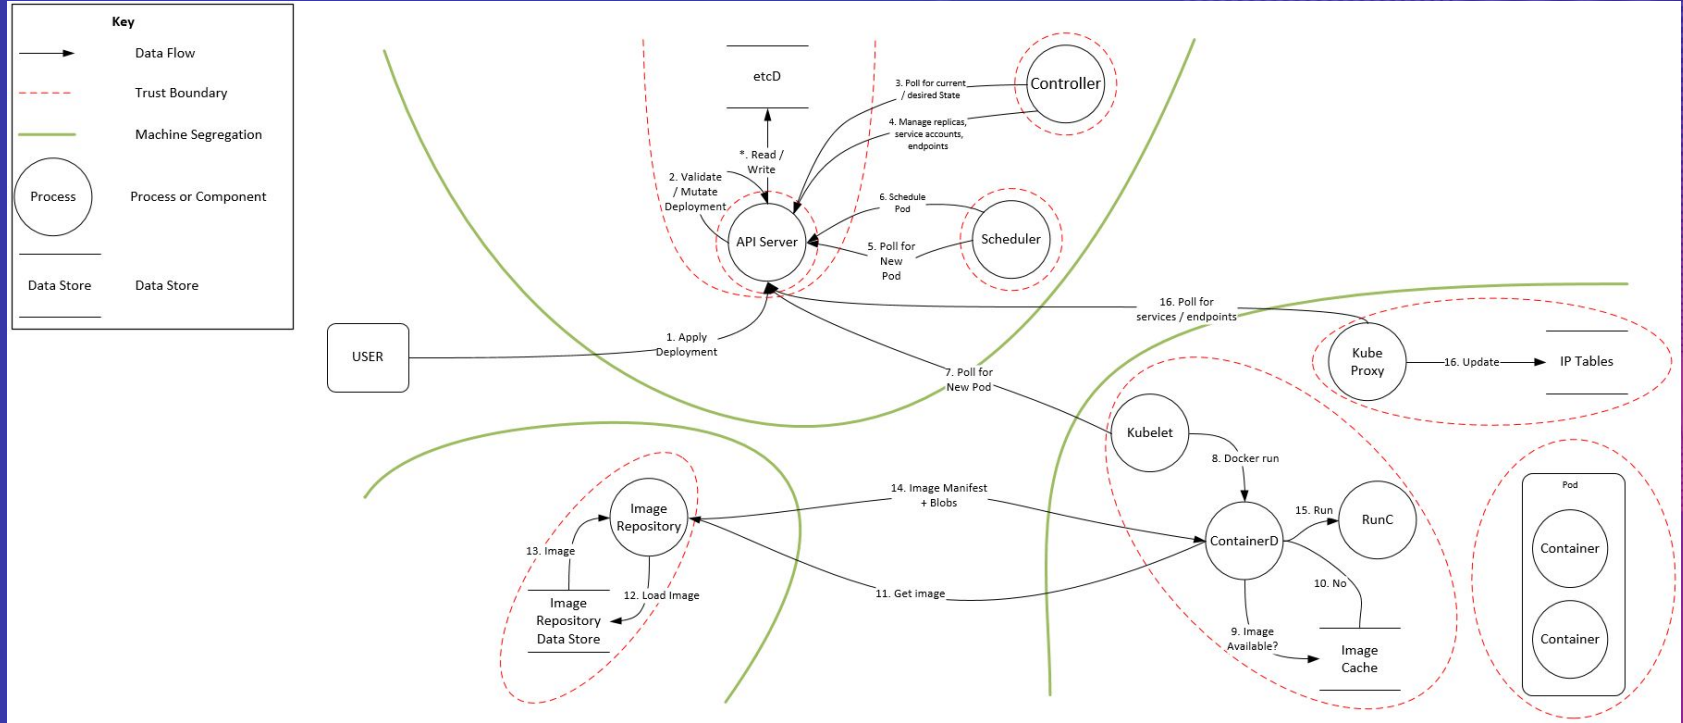 Key
Data Flow
Trust Boundary
Machine Segregation
Process
Process or Component
Data Store
Data Store
etcD
*. Read /
Write
2. Validate
/ Mutate
Deployment
API Server
3. Poll for current
/ desired State
4. Manage replicas,
service accounts,
endpoints
Controller
6. Schedule
Pod
5. Poll for
New
Pod
Scheduler
USER
1. Apply
Deployment
16. Poll for
services / endpoints
7. Poll for
New Pod
Kube
Proxy
16. Update
IP Tables
Kubelet
8. Docker run
ContainerD
15. Run
RunC
10. No
9. Image
Available?
Image
Cache
14. Image Manifest
+ Blobs
11. Get image
Image
Repository
13. Image
12. Load Image
Image
Repository
Data Store
Pod
Container
Container